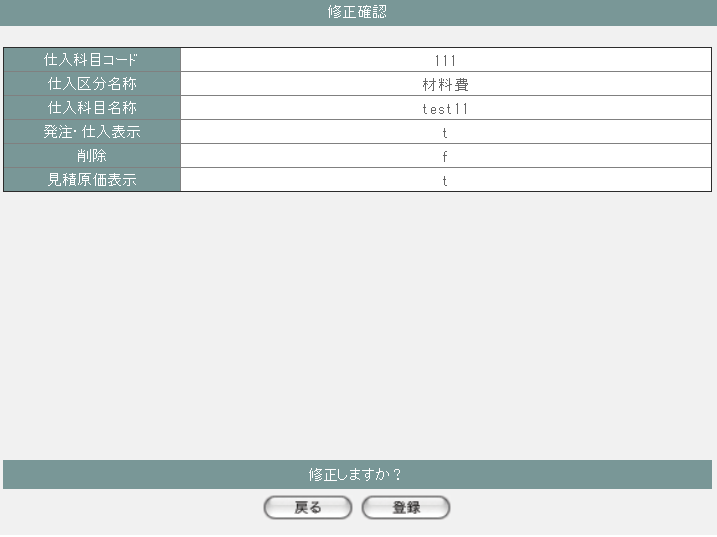 修正確認
仕入科目コード 111
仕入区分名称 材料費
仕入科目名称 test11
発注・仕入表示 t
削除 f
見積原価表示 t
修正しますか？
戻る 登録